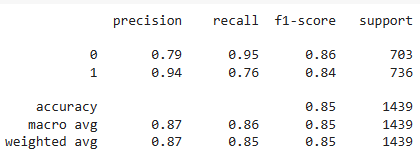 precision recall f1-score support
0 0.79 0.95 0.86 703
1 0.94 0.76 0.84 736
accuracy 0.85 1439
macro avg 0.87 0.86 0.85 1439
weighted avg 0.87 0.85 0.85 1439